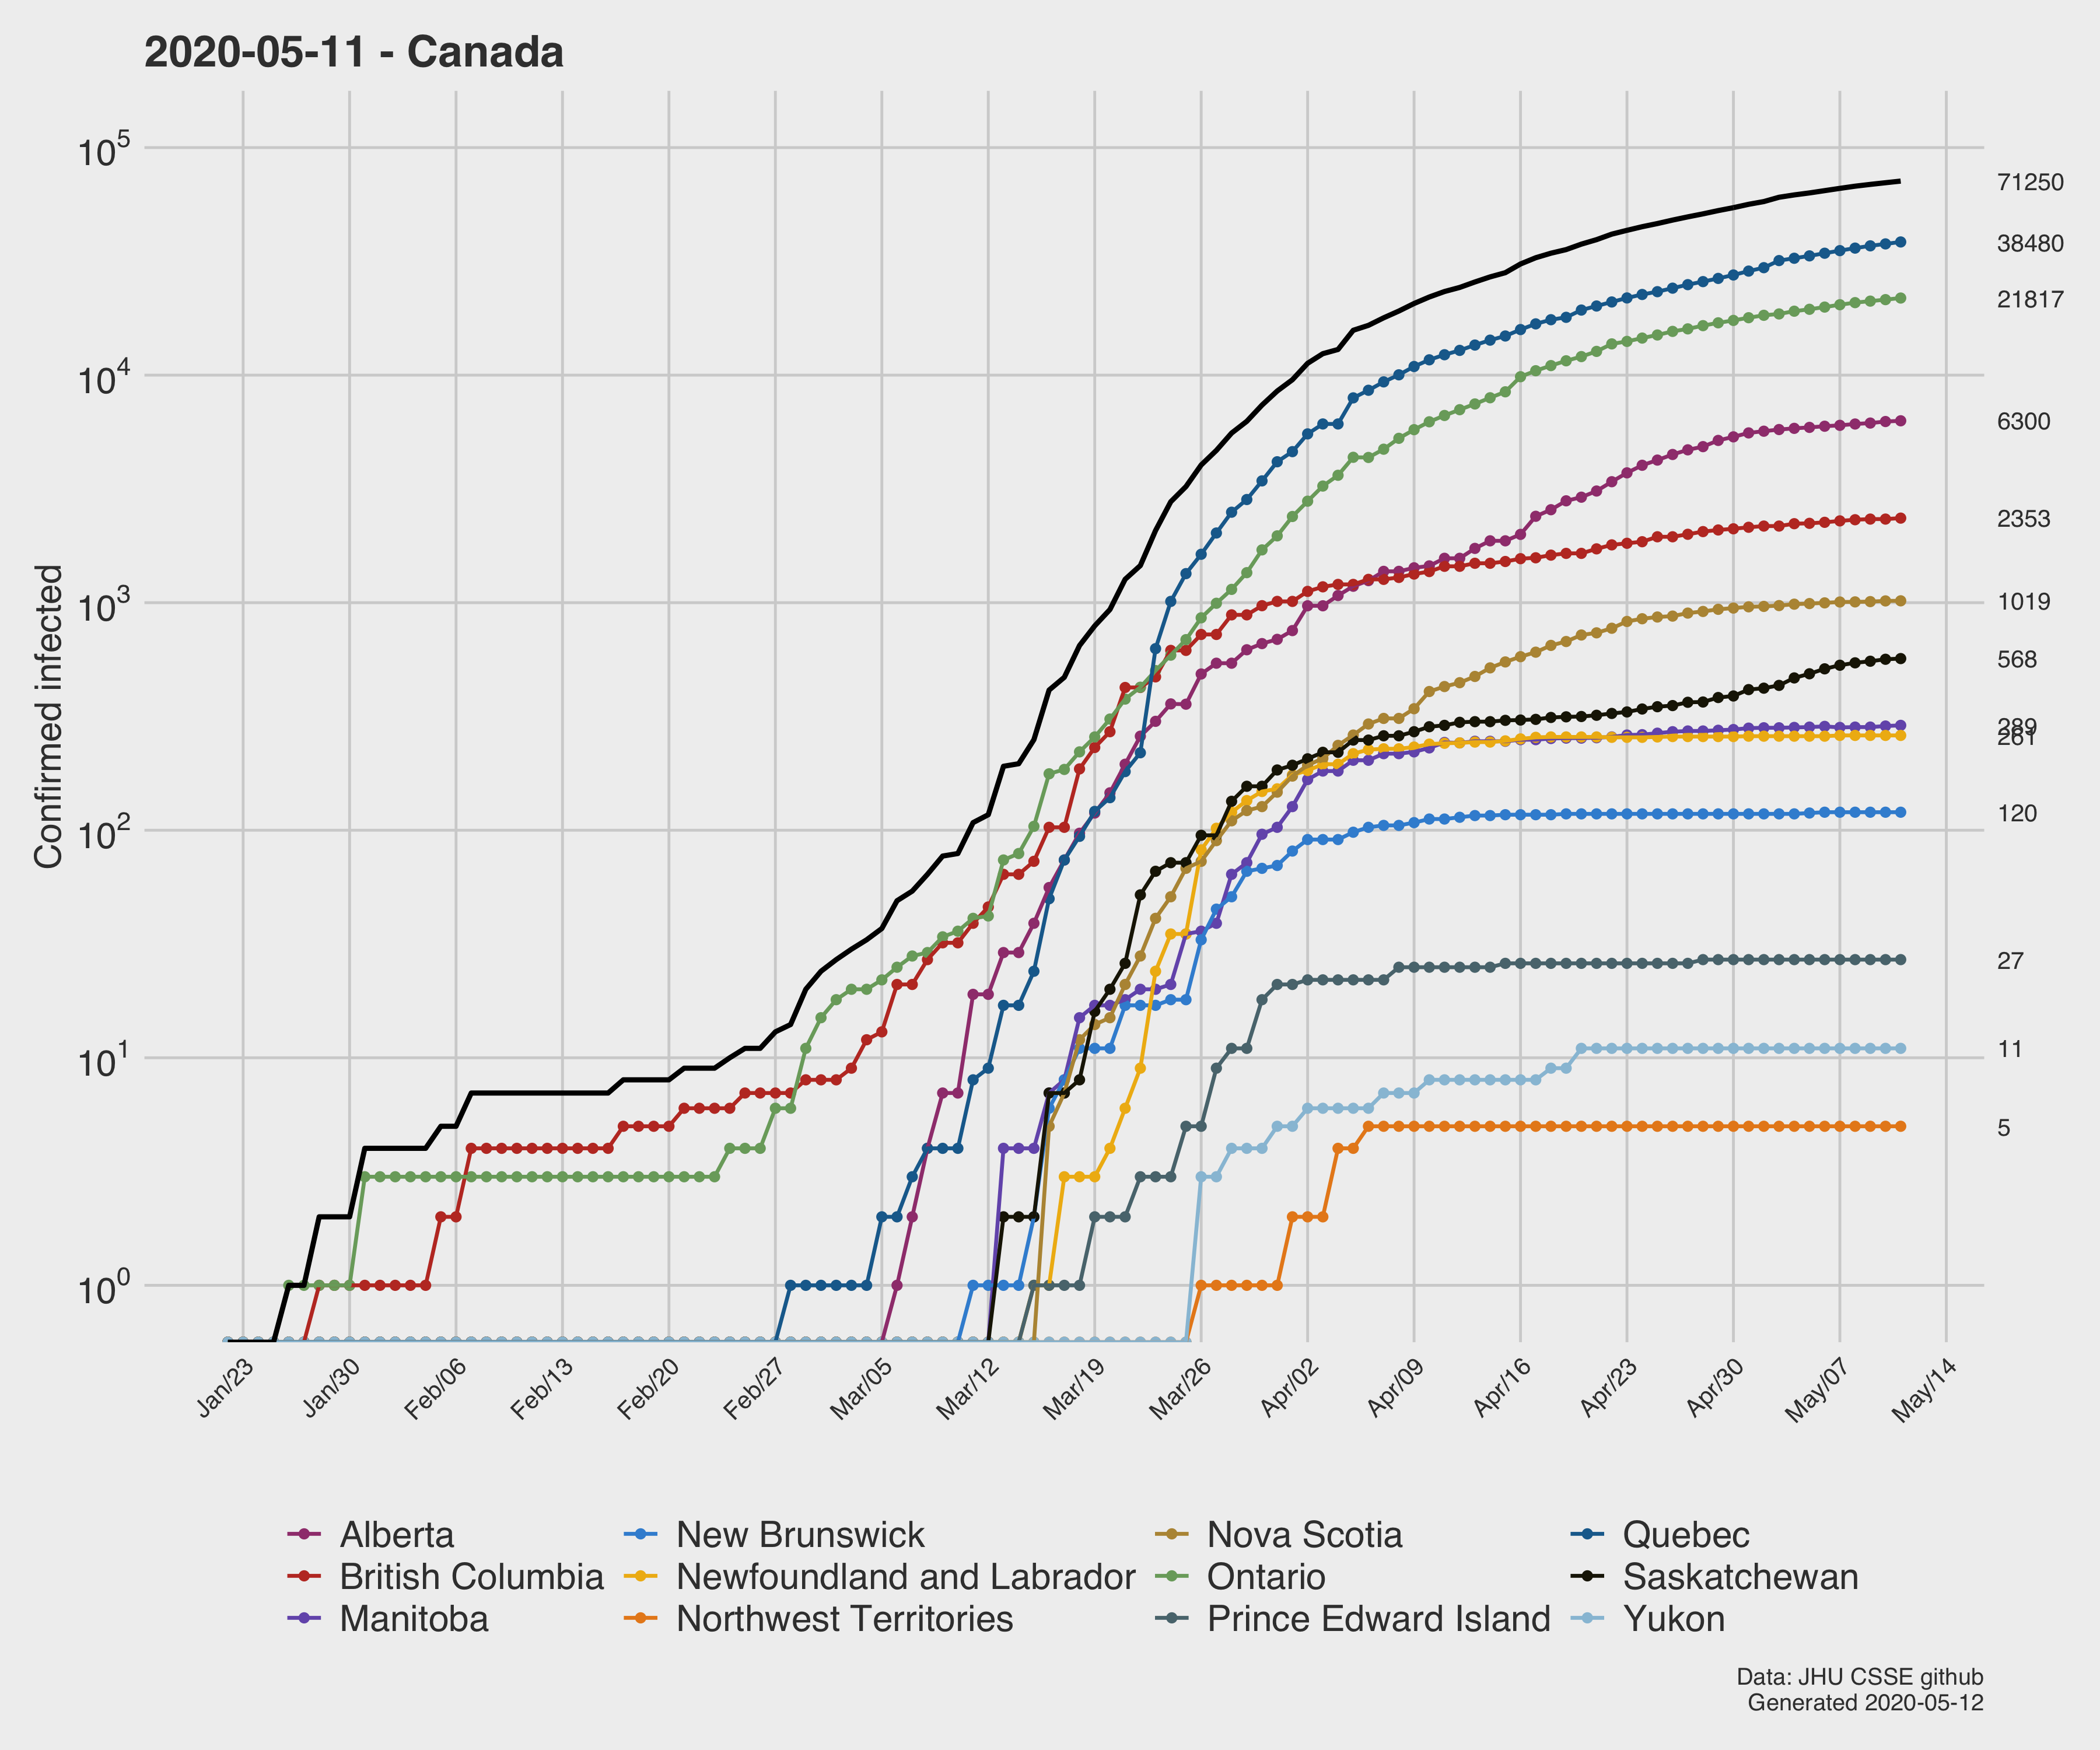 2020-05-11 - Canada
10^5
10^4
10^3
10^2
10^1
10^0
Confirmed infected
71250
38480
21817
6300
2353
1019
568
289
261
120
27
11
5
Jan/23
Jan/30
Feb/06
Feb/13
Feb/20
Feb/27
Mar/05
Mar/12
Mar/19
Mar/26
Apr/02
Apr/09
Apr/16
Apr/23
Apr/30
May/07
May/14
Alberta
British Columbia
Manitoba
New Brunswick
Newfoundland and Labrador
Northwest Territories
Nova Scotia
Ontario
Prince Edward Island
Quebec
Saskatchewan
Yukon
Data: JHU CSSE github
Generated 2020-05-12